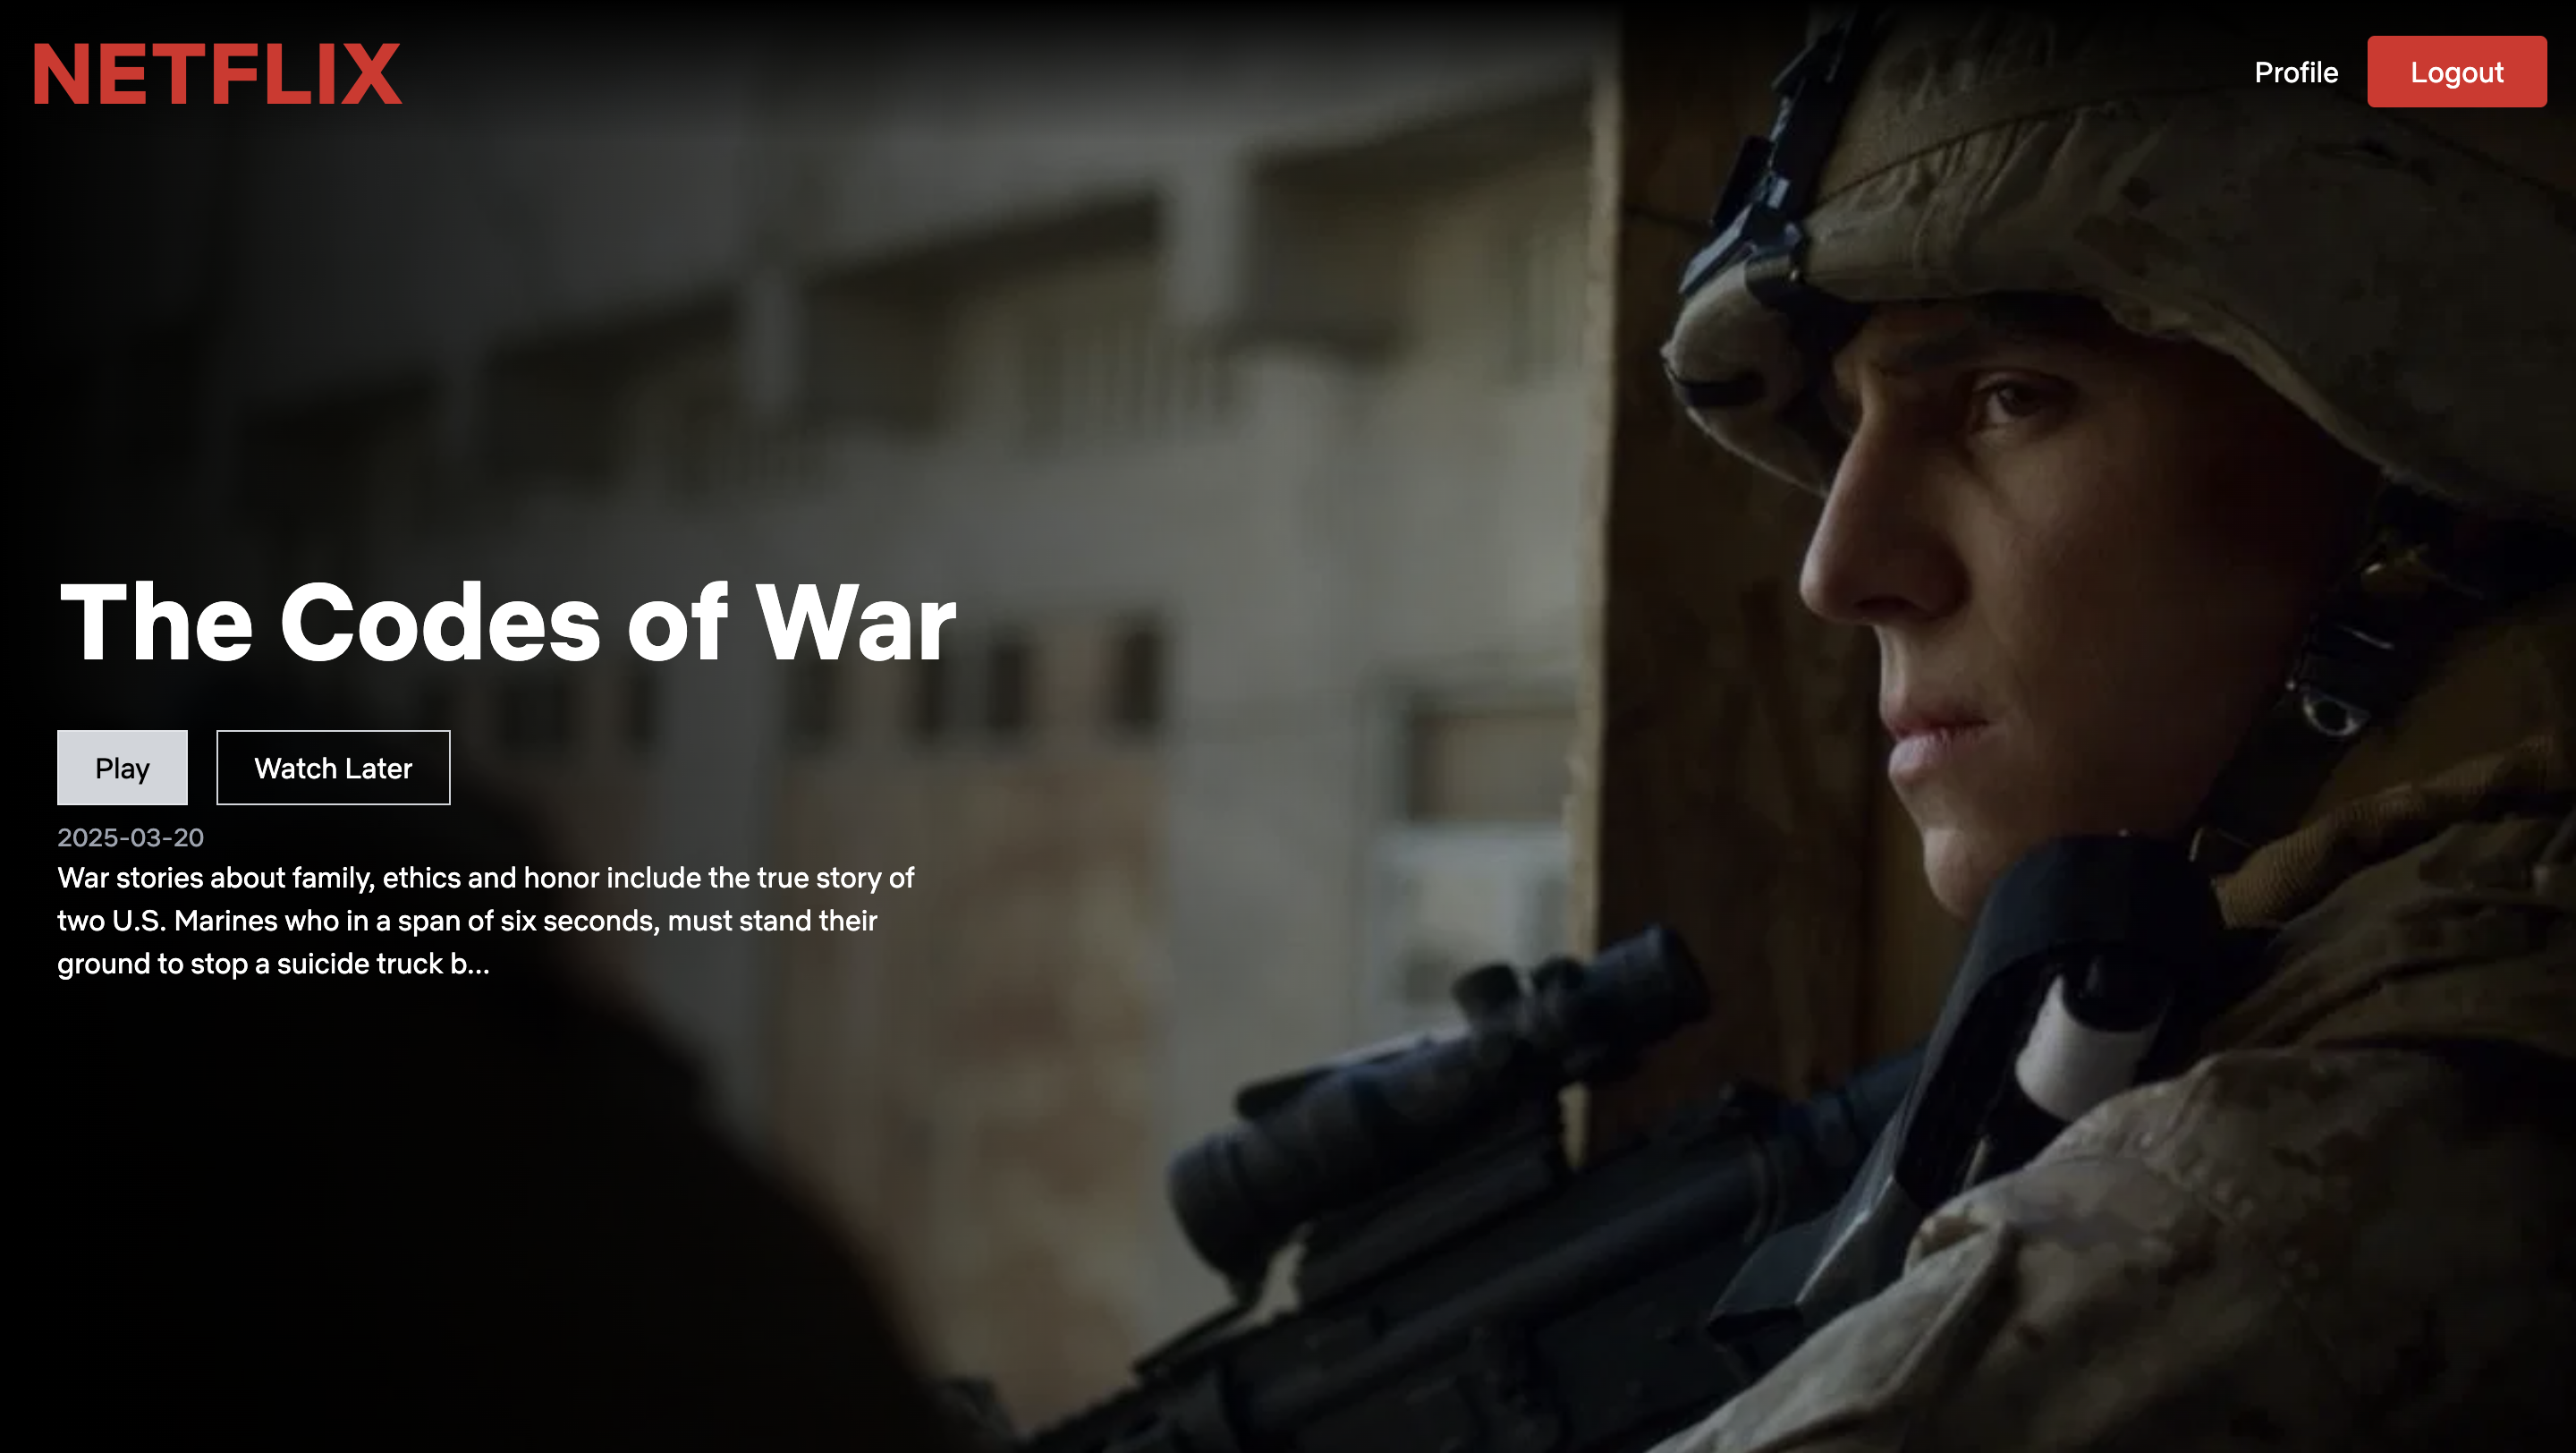 NETFLIX
Profile
Logout
The Codes of War
Play
Watch Later
2025-03-20
War stories about family, ethics and honor include the true story of
two U.S. Marines who in a span of six seconds, must stand their
ground to stop a suicide truck b...